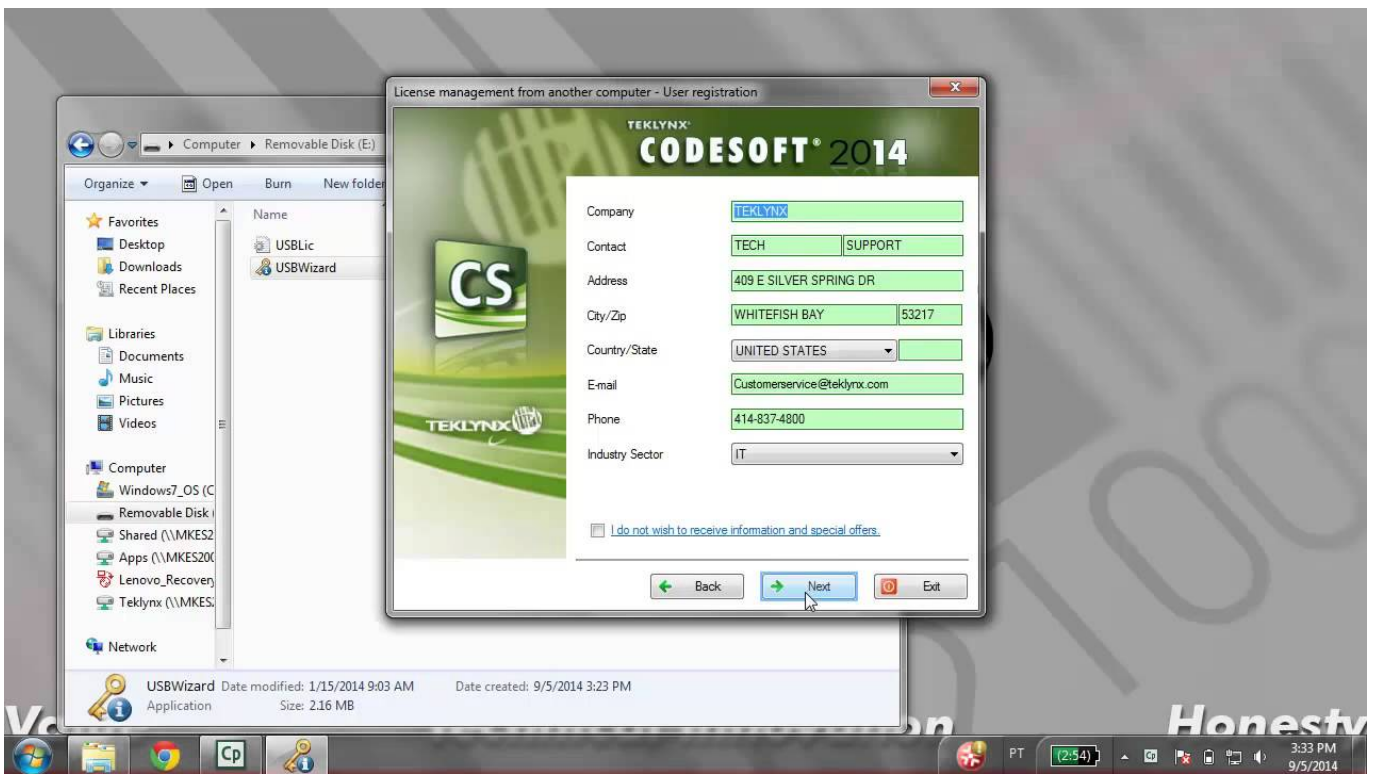 License management from another computer - User registration
TEKLYNX
CODESOFT 2014
Computer ▸ Removable Disk (E:)
Organize Open Burn New folder
Favorites
Desktop
Downloads
Recent Places
Libraries
Documents
Music
Pictures
Videos
Computer
Windows7_OS (C
Removable Disk
Shared (\\MKES2
Apps (\\MKES200
Lenovo_Recovery
Teklynx (\\MKES
Network
Name
USBLic
USBWizard
CS
TEKLYNX
Company TEKLYNX
Contact TECH SUPPORT
Address 409 E SILVER SPRING DR
City/Zip WHITEFISH BAY 53217
Country/State UNITED STATES
E-mail Customerservice@teklynx.com
Phone 414-837-4800
Industry Sector IT
I do not wish to receive information and special offers.
Back Next Exit
USBWizard Date modified: 1/15/2014 9:03 AM Date created: 9/5/2014 3:23 PM
Application Size: 2.16 MB
Honesty
Cp
PT (2:54) 3:33 PM
9/5/2014